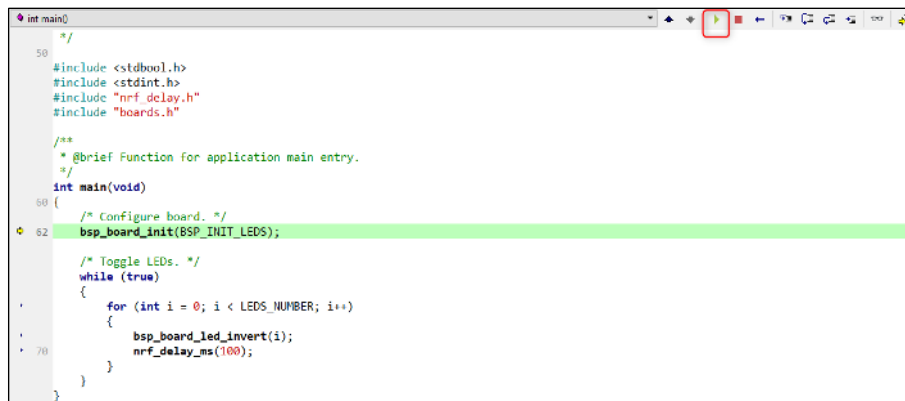 int main()
*/
50
#include <stdbool.h>
#include <stdint.h>
#include "nrf_delay.h"
#include "boards.h"
/**
* @brief Function for application main entry.
*/
int main(void)
60 {
/* Configure board. */
62 bsp_board_init(BSP_INIT_LEDS);
/* Toggle LEDs. */
while (true)
{
for (int i = 0; i < LEDS_NUMBER; i++)
{
bsp_board_led_invert(i);
70 nrf_delay_ms(100);
}
}
}